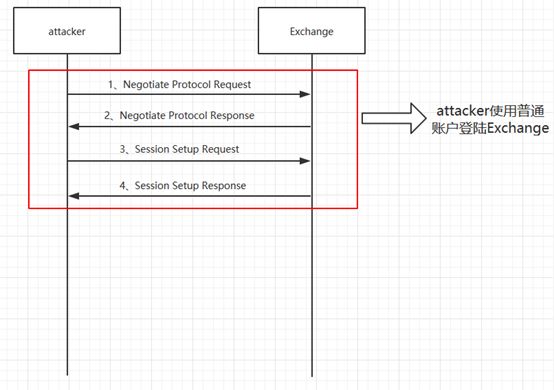 attacker
Exchange
1、Negotiate Protocol Request
2、Negotiate Protocol Response
3、Session Setup Request
4、Session Setup Response
attacker使用普通
账户登陆Exchange